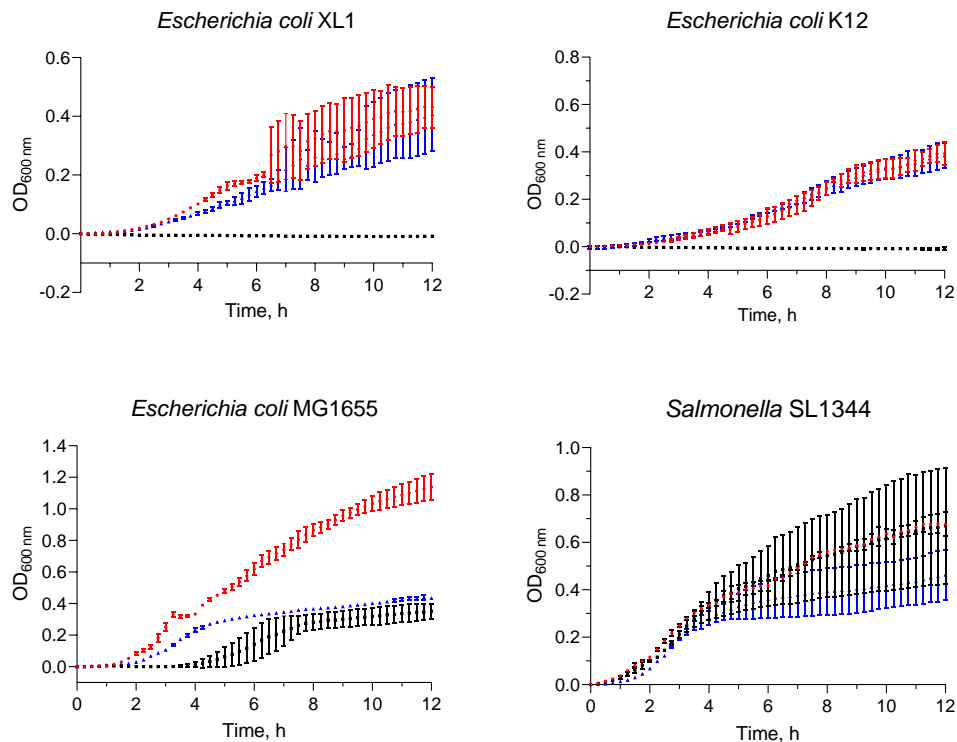 Escherichia coli XL1
0.6
0.4
0.2
0.0
-0.2
OD600 nm
0 2 4 6 8 10 12
Time, h
Escherichia coli K12
0.8
0.6
0.4
0.2
0.0
-0.2
OD600 nm
2 4 6 8 10 12
Time, h
Escherichia coli MG1655
1.4
1.2
1.0
0.8
0.6
0.4
0.2
0.0
OD600 nm
0 2 4 6 8 10 12
Time, h
Salmonella SL1344
1.0
0.8
0.6
0.4
0.2
0.0
OD600 nm
0 2 4 6 8 10 12
Time, h